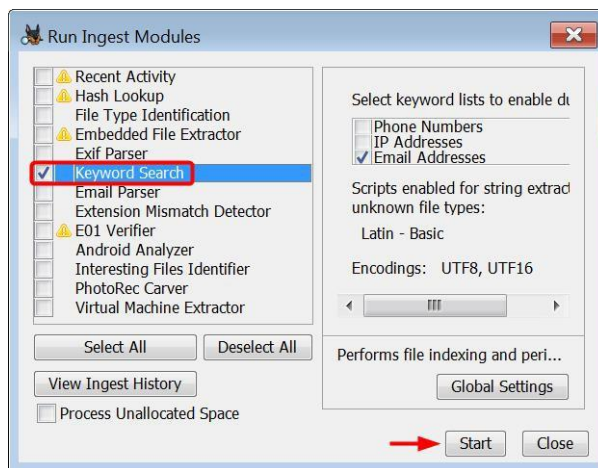 Run Ingest Modules
Recent Activity
Hash Lookup
File Type Identification
Embedded File Extractor
Exif Parser
Keyword Search
Email Parser
Extension Mismatch Detector
E01 Verifier
Android Analyzer
Interesting Files Identifier
PhotoRec Carver
Virtual Machine Extractor
Select All
Deselect All
View Ingest History
Process Unallocated Space
Select keyword lists to enable du
Phone Numbers
IP Addresses
Email Addresses
Scripts enabled for string extract
unknown file types:
Latin - Basic
Encodings: UTF8, UTF16
Performs file indexing and peri...
Global Settings
Start
Close